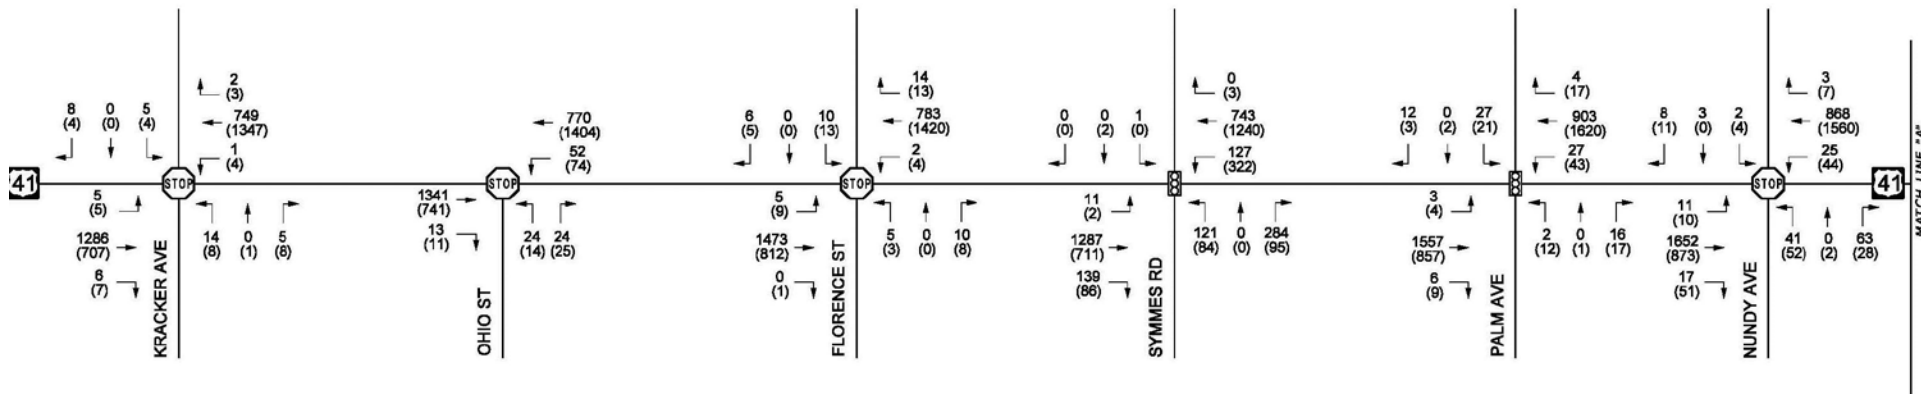 8 0 5
(4) (0) (4)
2
(3)
749
(1347)
1
(4)
41
STOP
5
(5)
1286
(707)
6
(7)
14 0 5
(8) (1) (6)
KRACKER AVE
770
(1404)
52
(74)
STOP
1341
(741)
13
(11)
24 24
(14) (25)
OHIO ST
6 0 10
(5) (0) (13)
14
(13)
783
(1420)
2
(4)
STOP
5
(9)
1473
(812)
0
(1)
5 0 10
(3) (0) (8)
FLORENCE ST
0 0 1
(0) (2) (0)
0
(3)
743
(1240)
127
(322)
11
(2)
1287
(711)
139
(86)
121 0 284
(84) (0) (95)
SYMMES RD
12 0 27
(3) (2) (21)
4
(17)
903
(1620)
27
(43)
3
(4)
1557
(857)
6
(9)
2 0 16
(12) (1) (17)
PALM AVE
8 3 2
(11) (0) (4)
3
(7)
868
(1560)
25
(44)
STOP
11
(10)
1652
(873)
17
(51)
41 0 63
(52) (2) (28)
NUNDY AVE
41
MATCH LINE "A"